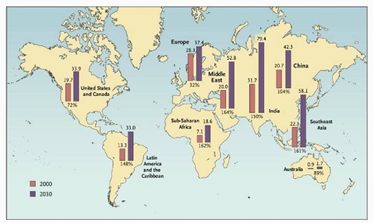 Europe
28.3
37.4
32%
United States
and Canada
19.7
33.9
72%
Middle
East
20.0
52.8
164%
79.4
31.7
150%
India
42.3
20.7
104%
China
Sub-Saharan
Africa
7.1
18.6
162%
58.1
22.3
161%
Southeast
Asia
33.0
13.3
148%
Latin
America
and the
Caribbean
Australia
0.9
1.7
89%
2000
2030